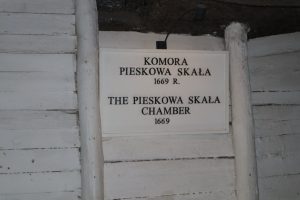 KOMORA
PIESKOWA SKAŁA
1669 R.
THE PIESKOWA SKAŁA
CHAMBER
1669